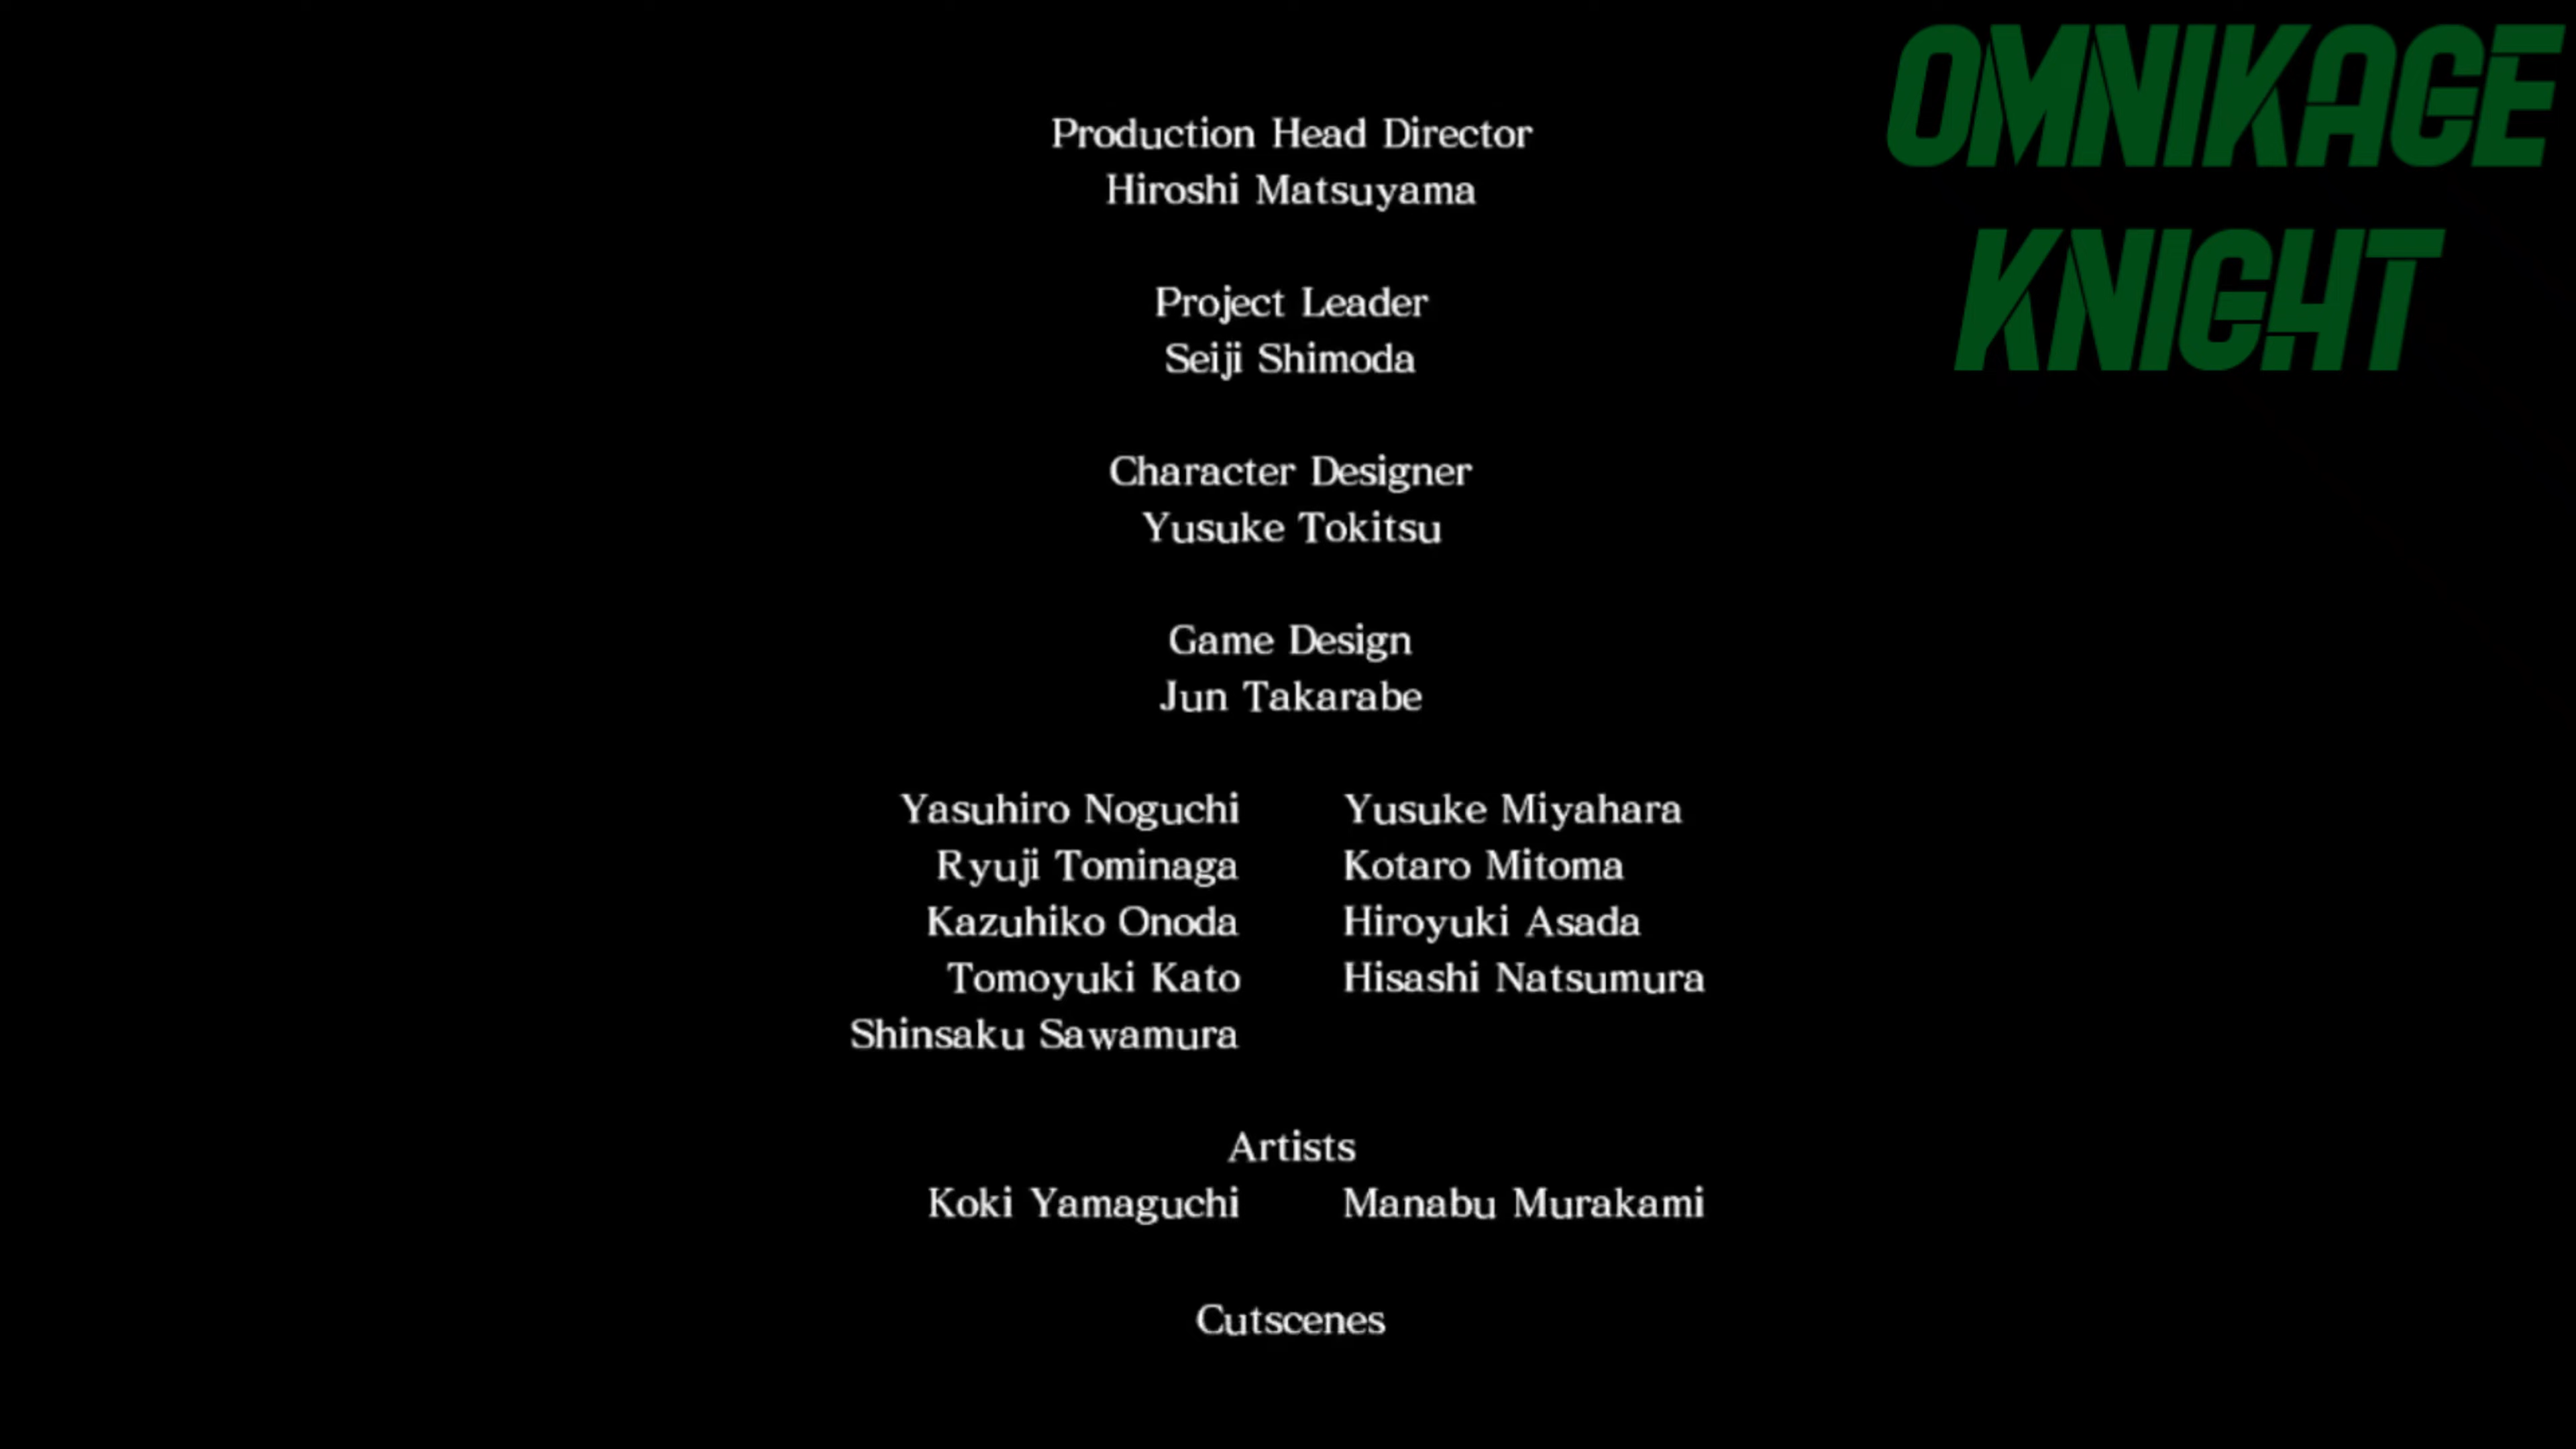 OMNIKAGE
KNIGHT
Production Head Director
Hiroshi Matsuyama
Project Leader
Seiji Shimoda
Character Designer
Yusuke Tokitsu
Game Design
Jun Takarabe
Yasuhiro Noguchi Yusuke Miyahara
Ryuji Tominaga Kotaro Mitoma
Kazuhiko Onoda Hiroyuki Asada
Tomoyuki Kato Hisashi Natsumura
Shinsaku Sawamura
Artists
Koki Yamaguchi Manabu Murakami
Cutscenes